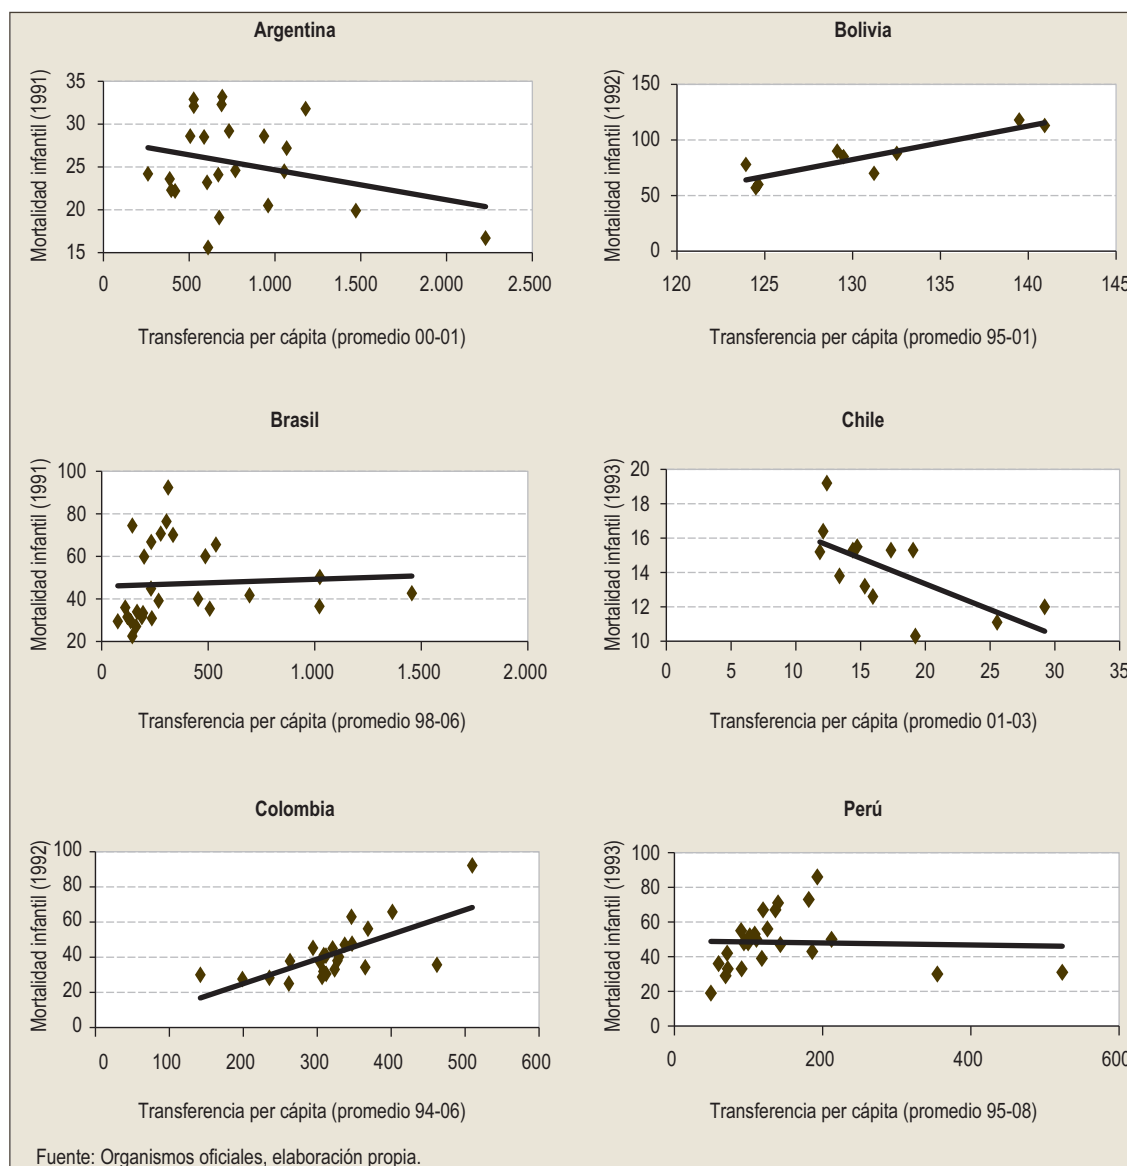 Argentina
Mortalidad infantil (1991)
35
30
25
20
15
0 500 1.000 1.500 2.000 2.500
Transferencia per cápita (promedio 00-01)
Bolivia
Mortalidad infantil (1992)
150
100
50
0
120 125 130 135 140 145
Transferencia per cápita (promedio 95-01)
Brasil
Mortalidad infantil (1991)
100
80
60
40
20
0 500 1.000 1.500 2.000
Transferencia per cápita (promedio 98-06)
Chile
Mortalidad infantil (1993)
20
18
16
14
12
10
0 5 10 15 20 25 30 35
Transferencia per cápita (promedio 01-03)
Colombia
Mortalidad infantil (1992)
100
80
60
40
20
0
0 100 200 300 400 500 600
Transferencia per cápita (promedio 94-06)
Perú
Mortalidad infantil (1993)
100
80
60
40
20
0
0 200 400 600
Transferencia per cápita (promedio 95-08)
Fuente: Organismos oficiales, elaboración propia.